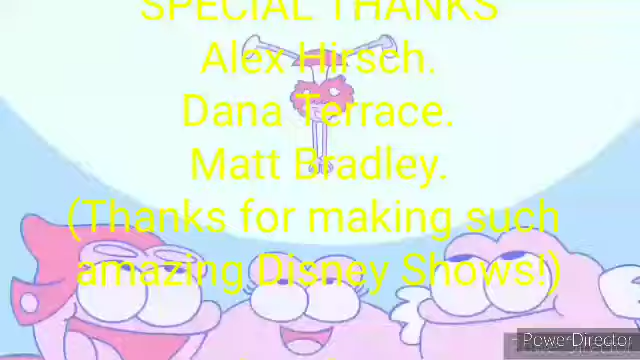 SPECIAL THANKS
Alex Hirsch.
Dana Terrace.
Matt Bradley.
(Thanks for making such
amazing Disney Shows!)
PowerDirector